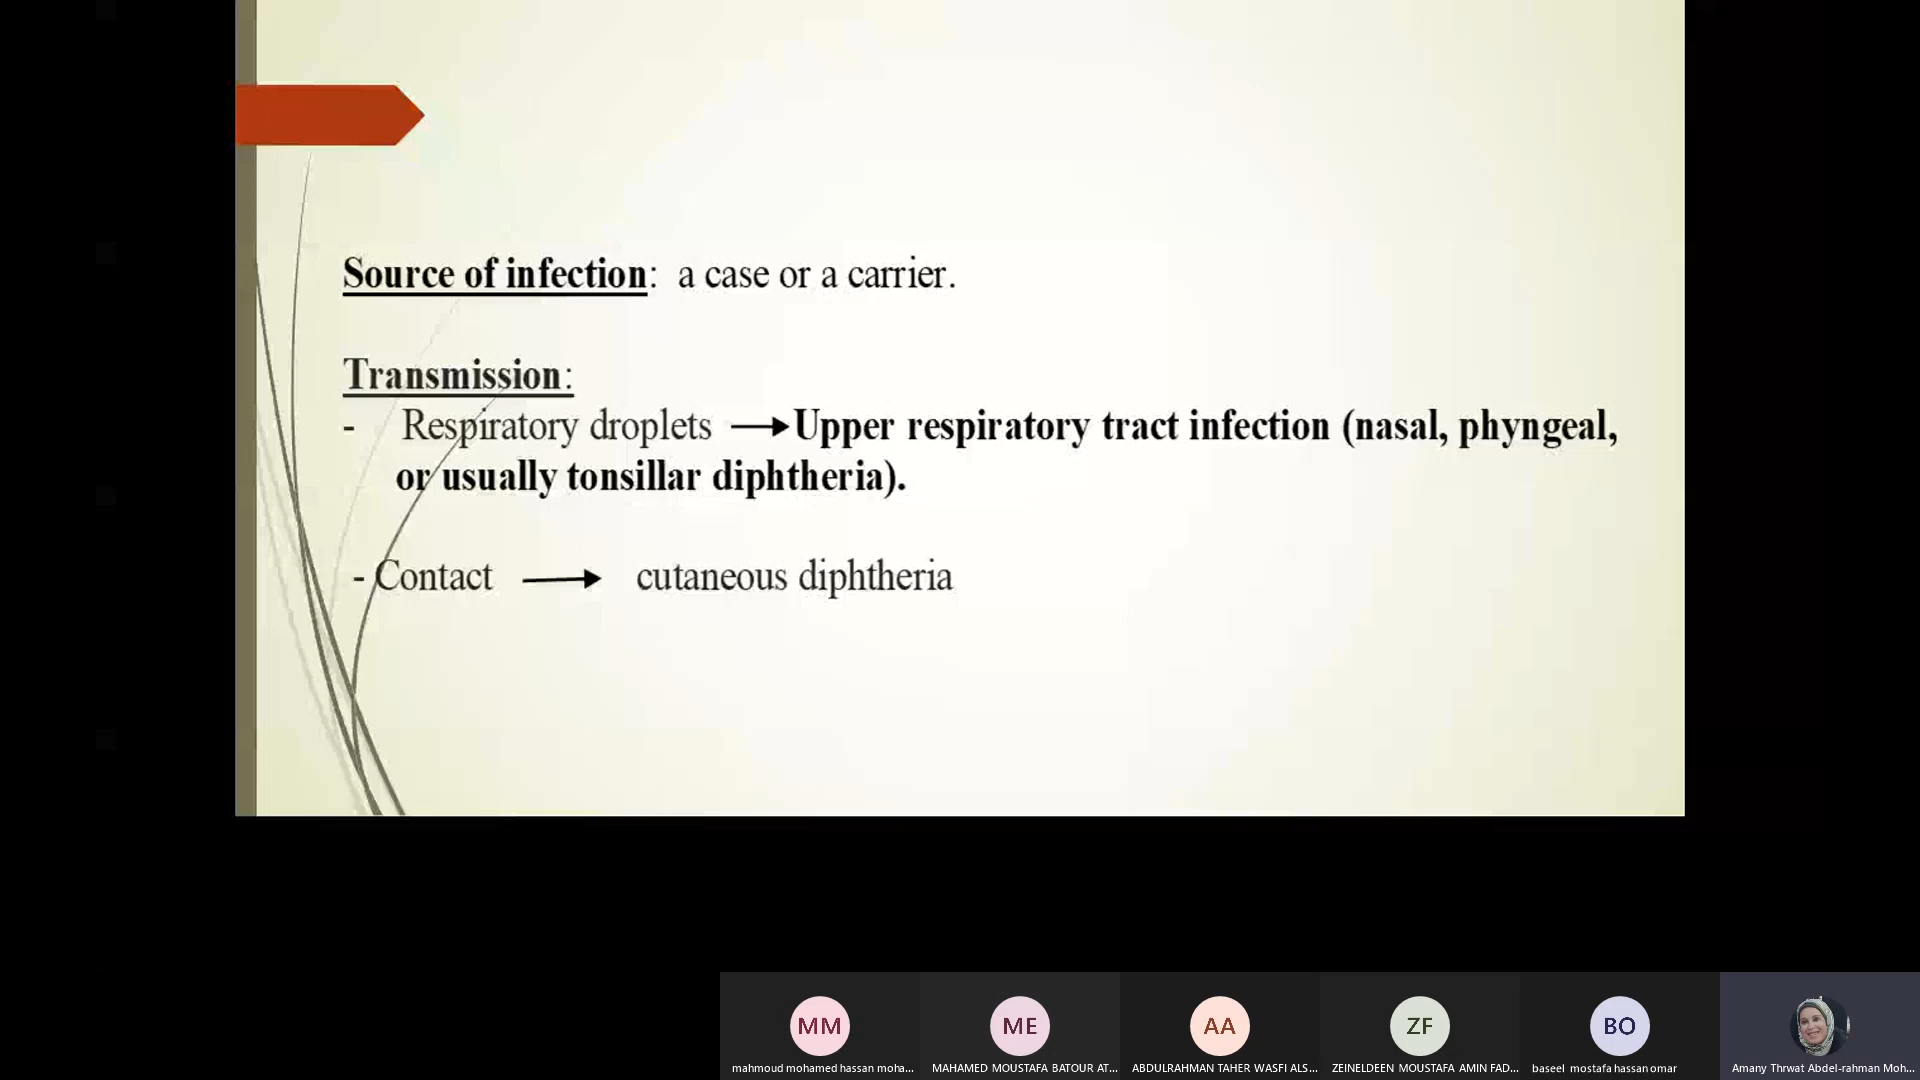 Source of infection: a case or a carrier.
Transmission:
- Respiratory droplets → Upper respiratory tract infection (nasal, phyngeal,
or usually tonsillar diphtheria).
- Contact → cutaneous diphtheria
MM ME AA ZF BO
mahmoud mohamed hassan moha... MAHAMED MOUSTAFA BATOUR AT... ABDULRAHMAN TAHER WASFI ALS... ZEINELDEEN MOUSTAFA AMIN FAD... baseel mostafa hassan omar Amany Thrwat Abdel-rahman Moh...